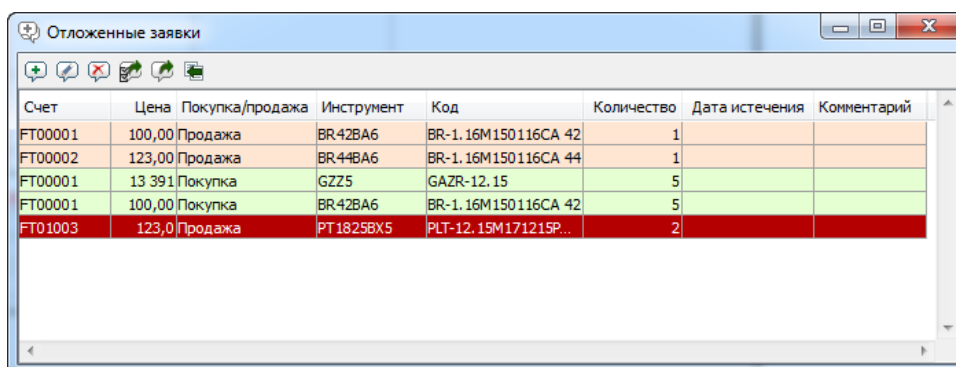 Отложенные заявки
Счет Цена Покупка/продажа Инструмент Код Количество Дата истечения Комментарий
FT00001 100,00 Продажа BR42BA6 BR-1.16M150116CA 42 1
FT00002 123,00 Продажа BR44BA6 BR-1.16M150116CA 44 1
FT00001 13 391 Покупка GZZ5 GAZR-12.15 5
FT00001 100,00 Покупка BR42BA6 BR-1.16M150116CA 42 5
FT01003 123,0 Продажа PT1825BX5 PLT-12.15M171215P... 2